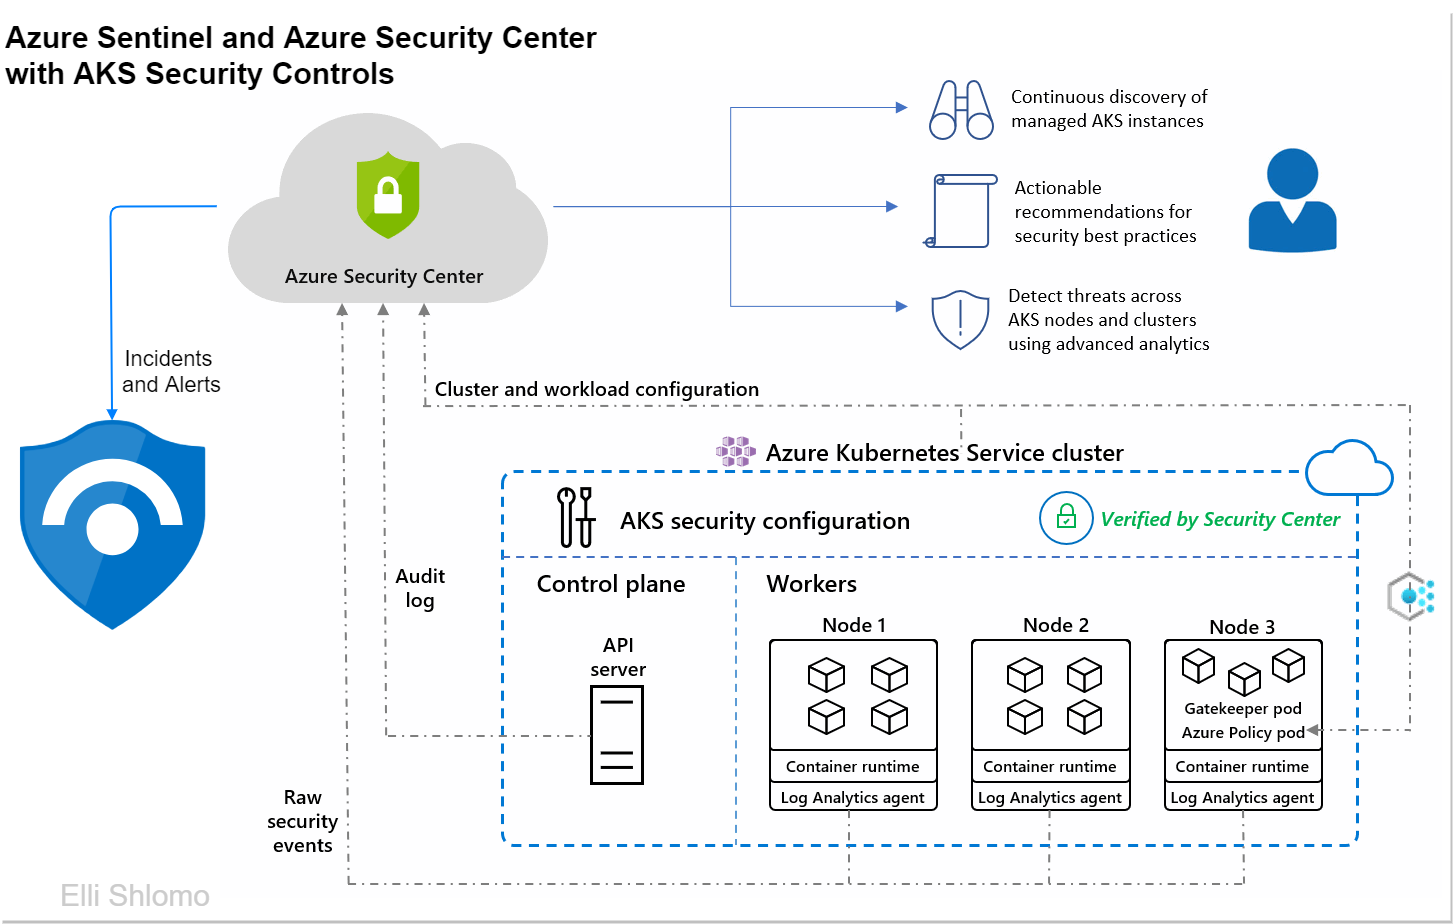 Azure Sentinel and Azure Security Center
with AKS Security Controls
Continuous discovery of
managed AKS instances
Actionable
recommendations for
security best practices
Azure Security Center
Detect threats across
AKS nodes and clusters
using advanced analytics
Incidents
and Alerts
Cluster and workload configuration
Azure Kubernetes Service cluster
AKS security configuration
Verified by Security Center
Audit
log
Control plane
Workers
API
server
Node 1
Node 2
Node 3
Gatekeeper pod
Azure Policy pod
Container runtime
Container runtime
Container runtime
Log Analytics agent
Log Analytics agent
Log Analytics agent
Raw
security
events
Elli Shlomo